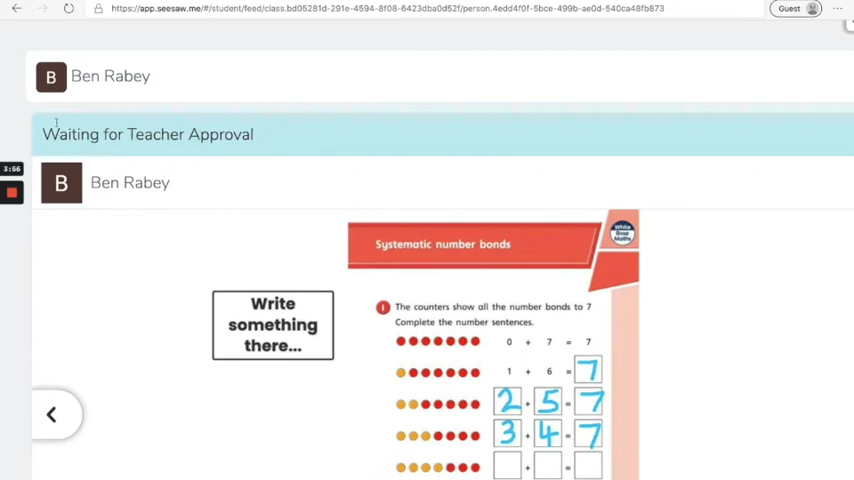 https://app.seesaw.me/#/student/feed/class.bd05281d-291e-4594-8f08-6423dba0d52f/person.4edd4f0f-5bce-499b-ae0d-540ca48fb873
Guest
B Ben Rabey
Waiting for Teacher Approval
3:56
B Ben Rabey
Systematic number bonds
White Rose Maths
Write
something
there...
1 The counters show all the number bonds to 7
Complete the number sentences.
0 + 7 = 7
1 + 6 = 7
2 + 5 = 7
3 + 4 = 7
+ =